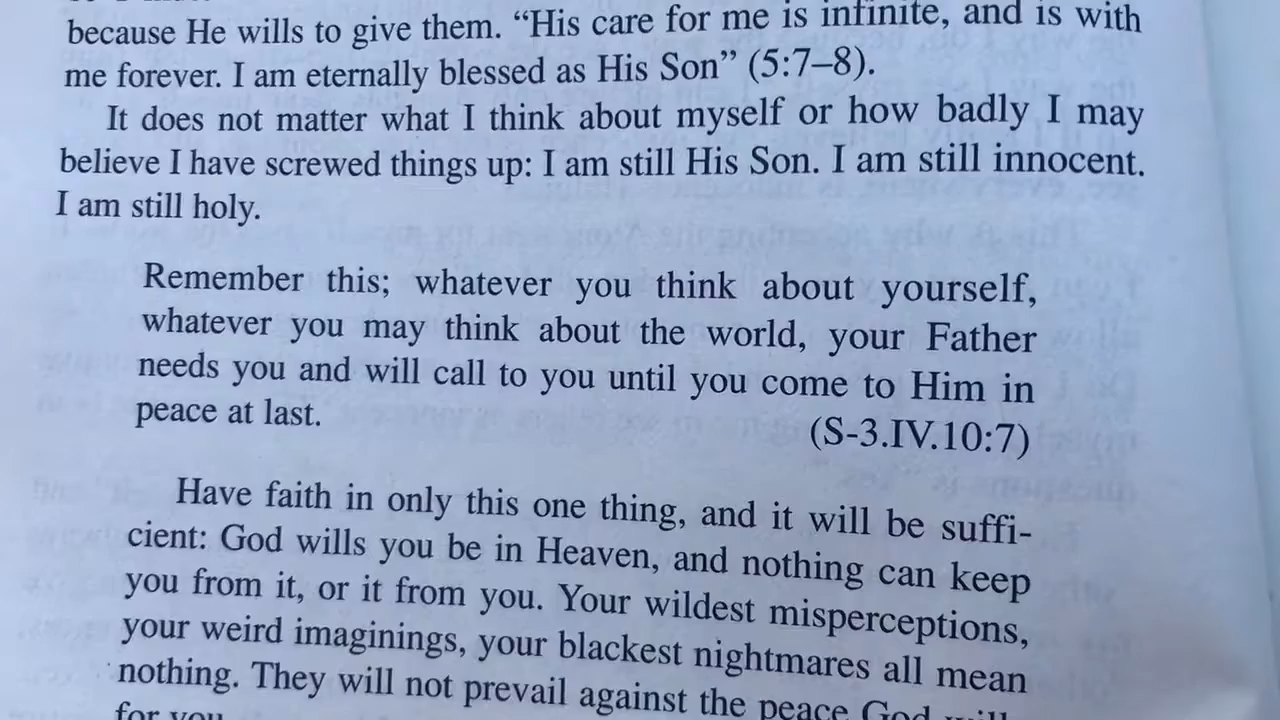 because He wills to give them. “His care for me is infinite, and is with
me forever. I am eternally blessed as His Son” (5:7–8).
It does not matter what I think about myself or how badly I may
believe I have screwed things up: I am still His Son. I am still innocent.
I am still holy.
Remember this; whatever you think about yourself,
whatever you may think about the world, your Father
needs you and will call to you until you come to Him in
peace at last.
(S-3.IV.10:7)
Have faith in only this one thing, and it will be suffi-
cient: God wills you be in Heaven, and nothing can keep
you from it, or it from you. Your wildest misperceptions,
your weird imaginings, your blackest nightmares all mean
nothing. They will not prevail against the peace God will
for you